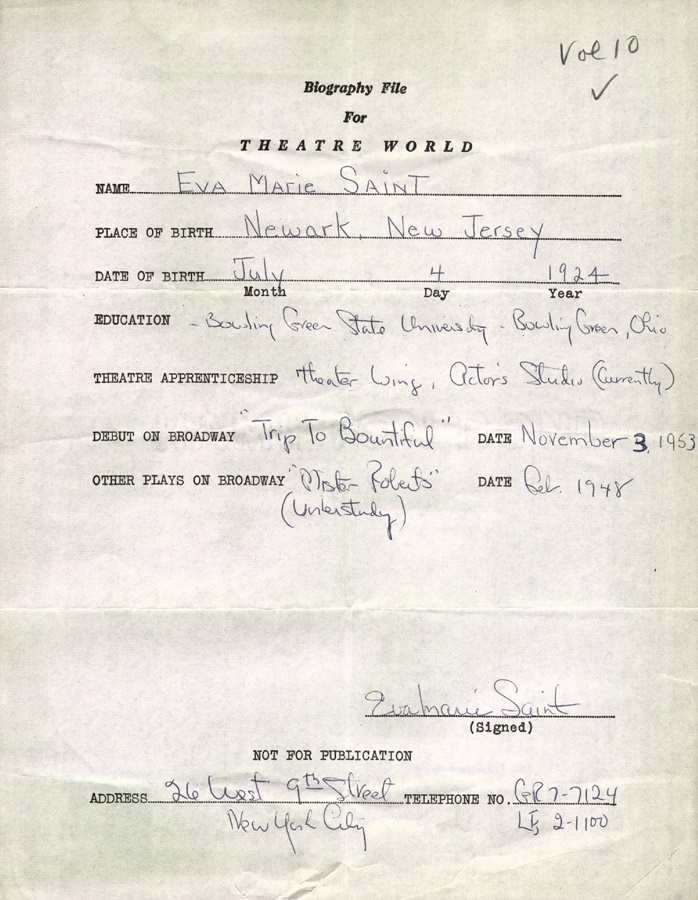 Vol 10
✓
Biography File
For
THEATRE WORLD
NAME Eva Marie Saint
PLACE OF BIRTH Newark, New Jersey
DATE OF BIRTH July 4 1924
Month Day Year
EDUCATION - Bowling Green State University - Bowling Green, Ohio
THEATRE APPRENTICESHIP Theater Wing, Actor's Studio (Currently)
DEBUT ON BROADWAY "Trip To Bountiful" DATE November 3, 1953
OTHER PLAYS ON BROADWAY "Mister Roberts" DATE Feb. 1948
(Understudy)
Eva Marie Saint
(Signed)
NOT FOR PUBLICATION
ADDRESS 26 West 9th Street TELEPHONE NO. GR 7-7124
New York City LE, 2-1100